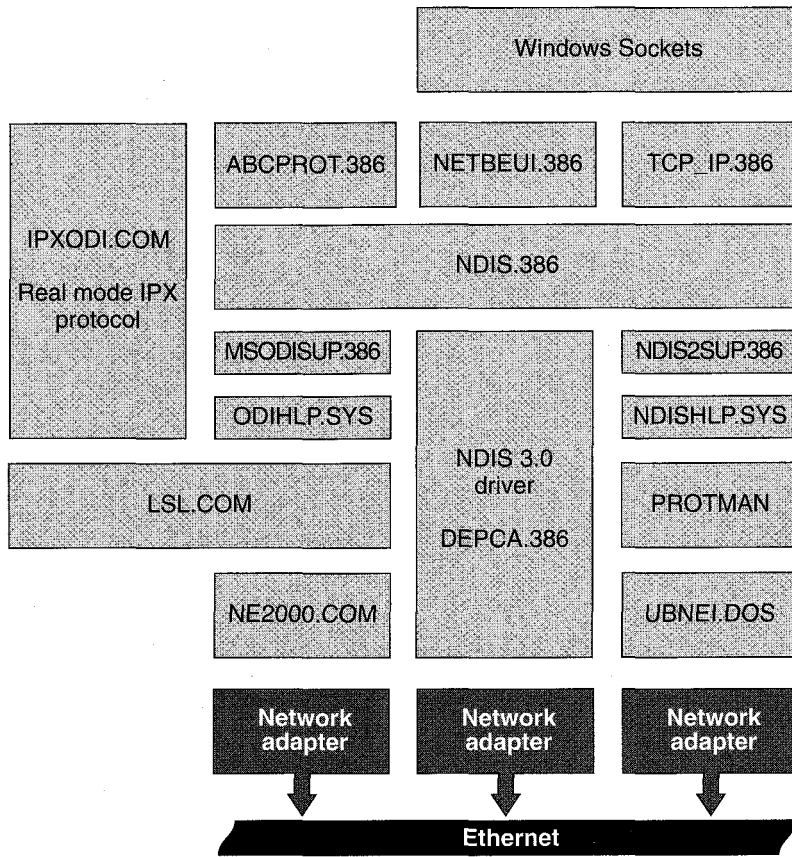 Windows Sockets
ABCPROT.386
NETBEUI.386
TCP_IP.386
IPXODI.COM
Real mode IPX
protocol
NDIS.386
MSODISUP.386
NDIS2SUP.386
ODIHLP.SYS
NDISHLP.SYS
NDIS 3.0
driver
DEPCA.386
LSL.COM
PROTMAN
NE2000.COM
UBNEI.DOS
Network
adapter
Network
adapter
Network
adapter
Ethernet